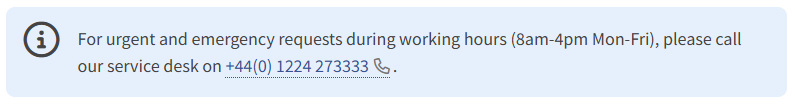 For urgent and emergency requests during working hours (8am-4pm Mon-Fri), please call
our service desk on +44(0) 1224 273333.